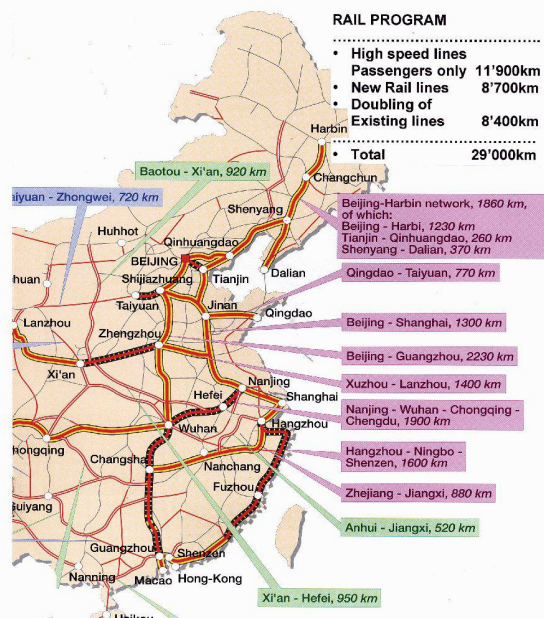 RAIL PROGRAM
• High speed lines
Passengers only 11'900km
• New Rail lines 8'700km
• Doubling of
Existing lines 8'400km
• Total 29'000km
Harbin
Baotou - Xi'an, 920 km
Changchun
aiyuan - Zhongwei, 720 km
Shenyang
Beijing-Harbin network, 1860 km,
of which:
Beijing - Harbi, 1230 km
Tianjin - Qinhuangdao, 260 km
Shenyang - Dalian, 370 km
Huhhot
Qinhuangdao
BEIJING
Dalian
Tianjin
Shijiazhuang
Qingdao - Taiyuan, 770 km
huan
Taiyuan
Jinan
Qingdao
Lanzhou
Beijing - Shanghai, 1300 km
Zhengzhou
Beijing - Guangzhou, 2230 km
Xi'an
Xuzhou - Lanzhou, 1400 km
Nanjing
Hefei
Shanghai
Nanjing - Wuhan - Chongqing -
Chengdu, 1900 km
Wuhan
Hangzhou
hongqing
Hangzhou - Ningbo -
Shenzen, 1600 km
Changsha
Nanchang
Fuzhou
Zhejiang - Jiangxi, 880 km
Guiyang
Anhui - Jiangxi, 520 km
Guangzhou
Shenzen
Nanning
Macao
Hong-Kong
Xi'an - Hefei, 950 km